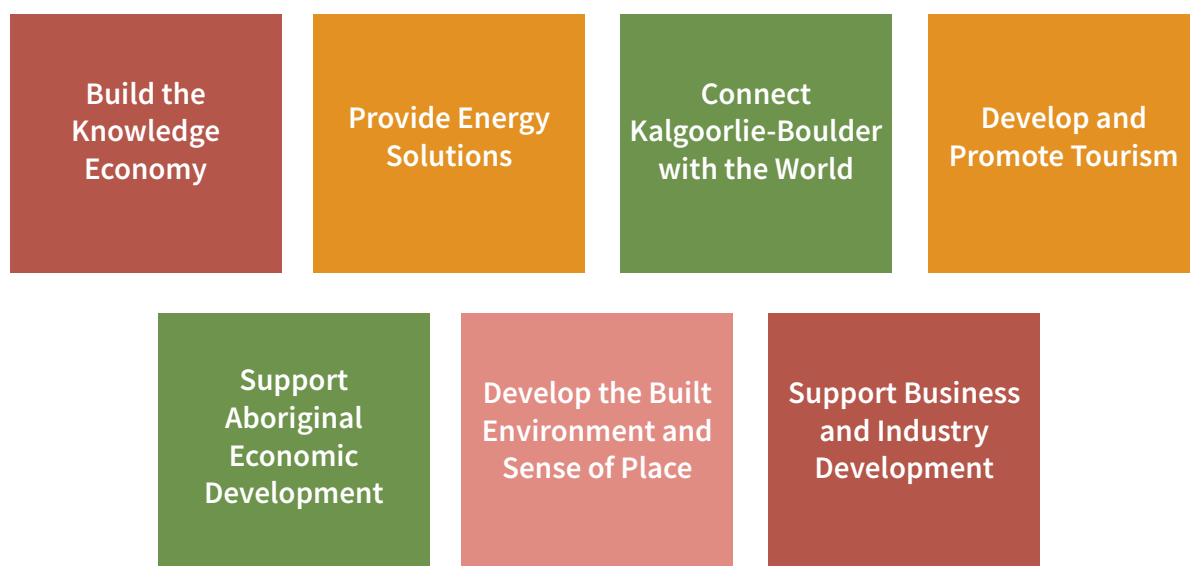 Build the
Knowledge
Economy
Provide Energy
Solutions
Connect
Kalgoorlie-Boulder
with the World
Develop and
Promote Tourism
Support
Aboriginal
Economic
Development
Develop the Built
Environment and
Sense of Place
Support Business
and Industry
Development